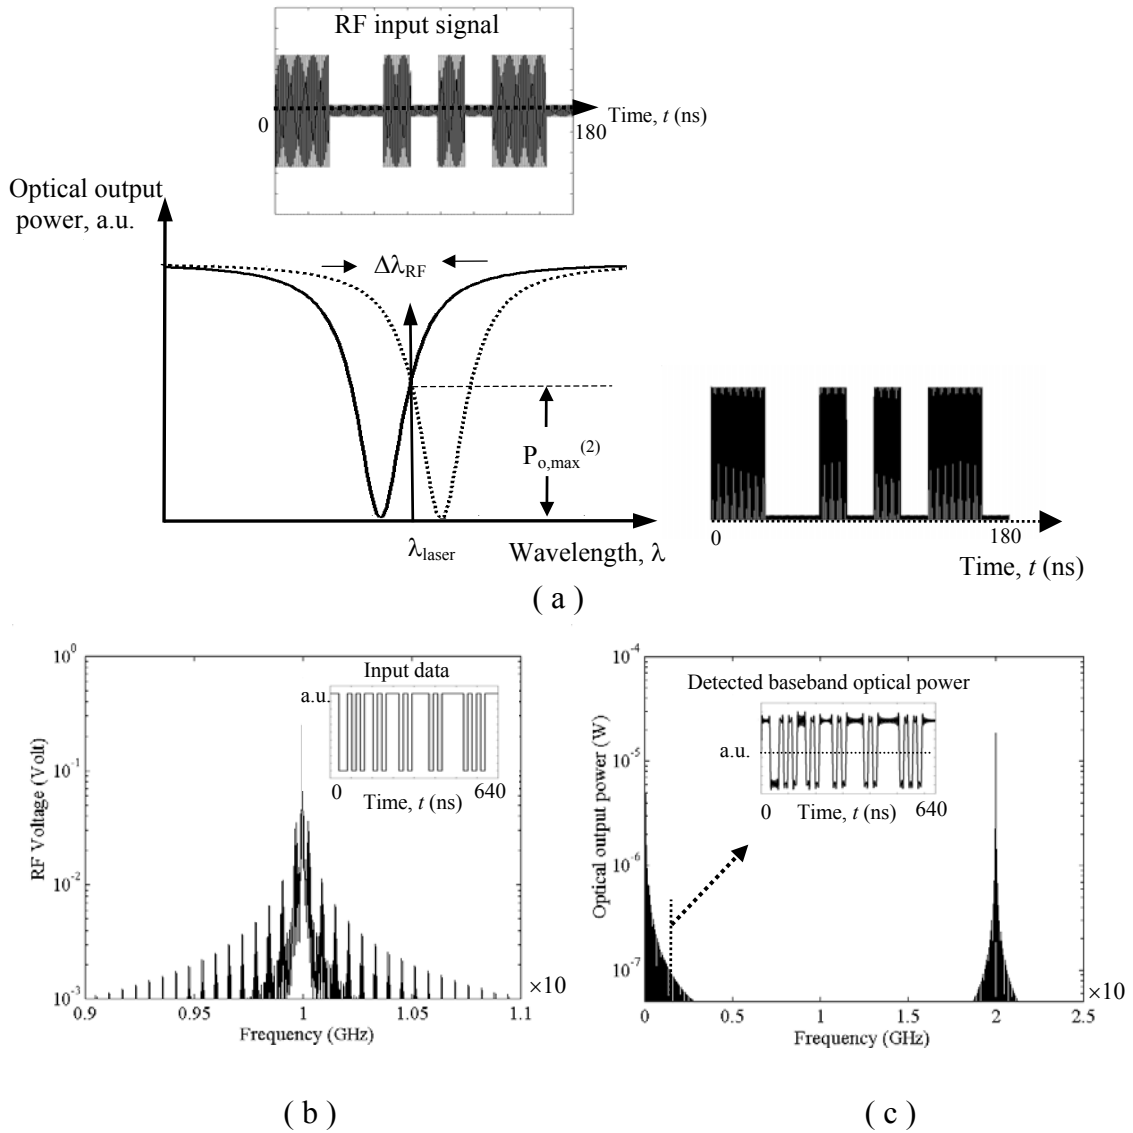 RF input signal
0
180
Time, t (ns)
Optical output
power, a.u.
ΔλRF
Po,max(2)
λlaser
Wavelength, λ
0
180
Time, t (ns)
( a )
10^0
10^-1
10^-2
10^-3
RF Voltage (Volt)
Input data
a.u.
0
640
Time, t (ns)
0.9
0.95
1
1.05
1.1
×10
Frequency (GHz)
( b )
10^-4
10^-5
10^-6
10^-7
Optical output power (W)
Detected baseband optical power
a.u.
0
Time, t (ns)
640
0
0.5
1
1.5
2
2.5
×10
Frequency (GHz)
( c )